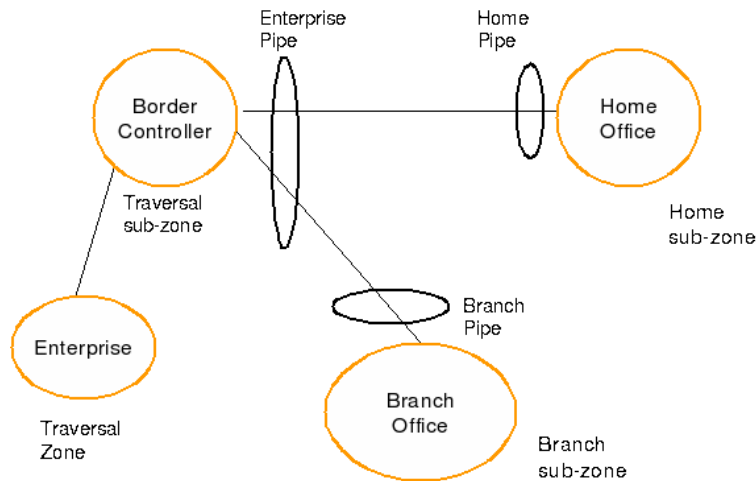 Enterprise
Pipe
Home
Pipe
Border
Controller
Home
Office
Traversal
sub-zone
Home
sub-zone
Branch
Pipe
Enterprise
Branch
Office
Traversal
Zone
Branch
sub-zone